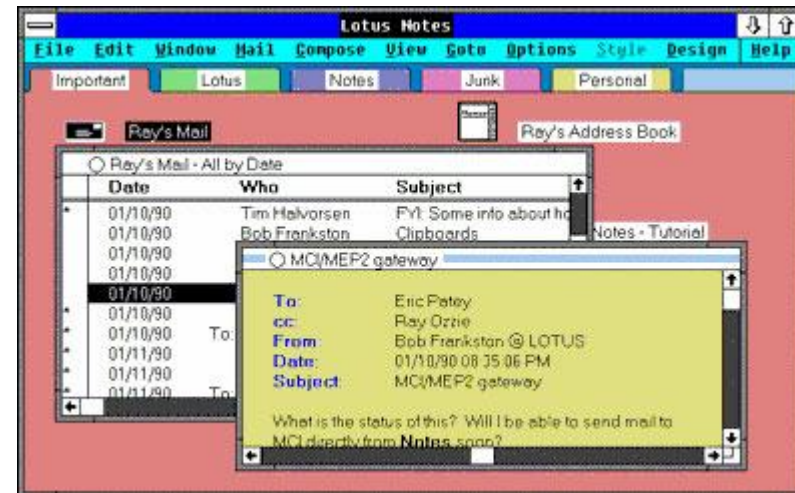 Lotus Notes
File Edit Window Mail Compose View Goto Options Style Design Help
Important Lotus Notes Junk Personal
Ray's Mail Ray's Address Book
Ray's Mail - All by Date
Date Who Subject
* 01/10/90 Tim Halvorsen FYI: Some info about ho
01/10/90 Bob Frankston Clipboards
Notes - Tutorial
01/10/90
01/10/90
01/10/90
* 01/10/90
* 01/10/90 To:
* 01/11/90
01/11/90
* 01/11/90 To
MCI/MEP2 gateway
To: Eric Patey
cc: Ray Ozzie
From: Bob Frankston @ LOTUS
Date: 01/10/90 08:35:06 PM
Subject: MCI/MEP2 gateway
What is the status of this? Will I be able to send mail to
MCI directly from Notes soon?